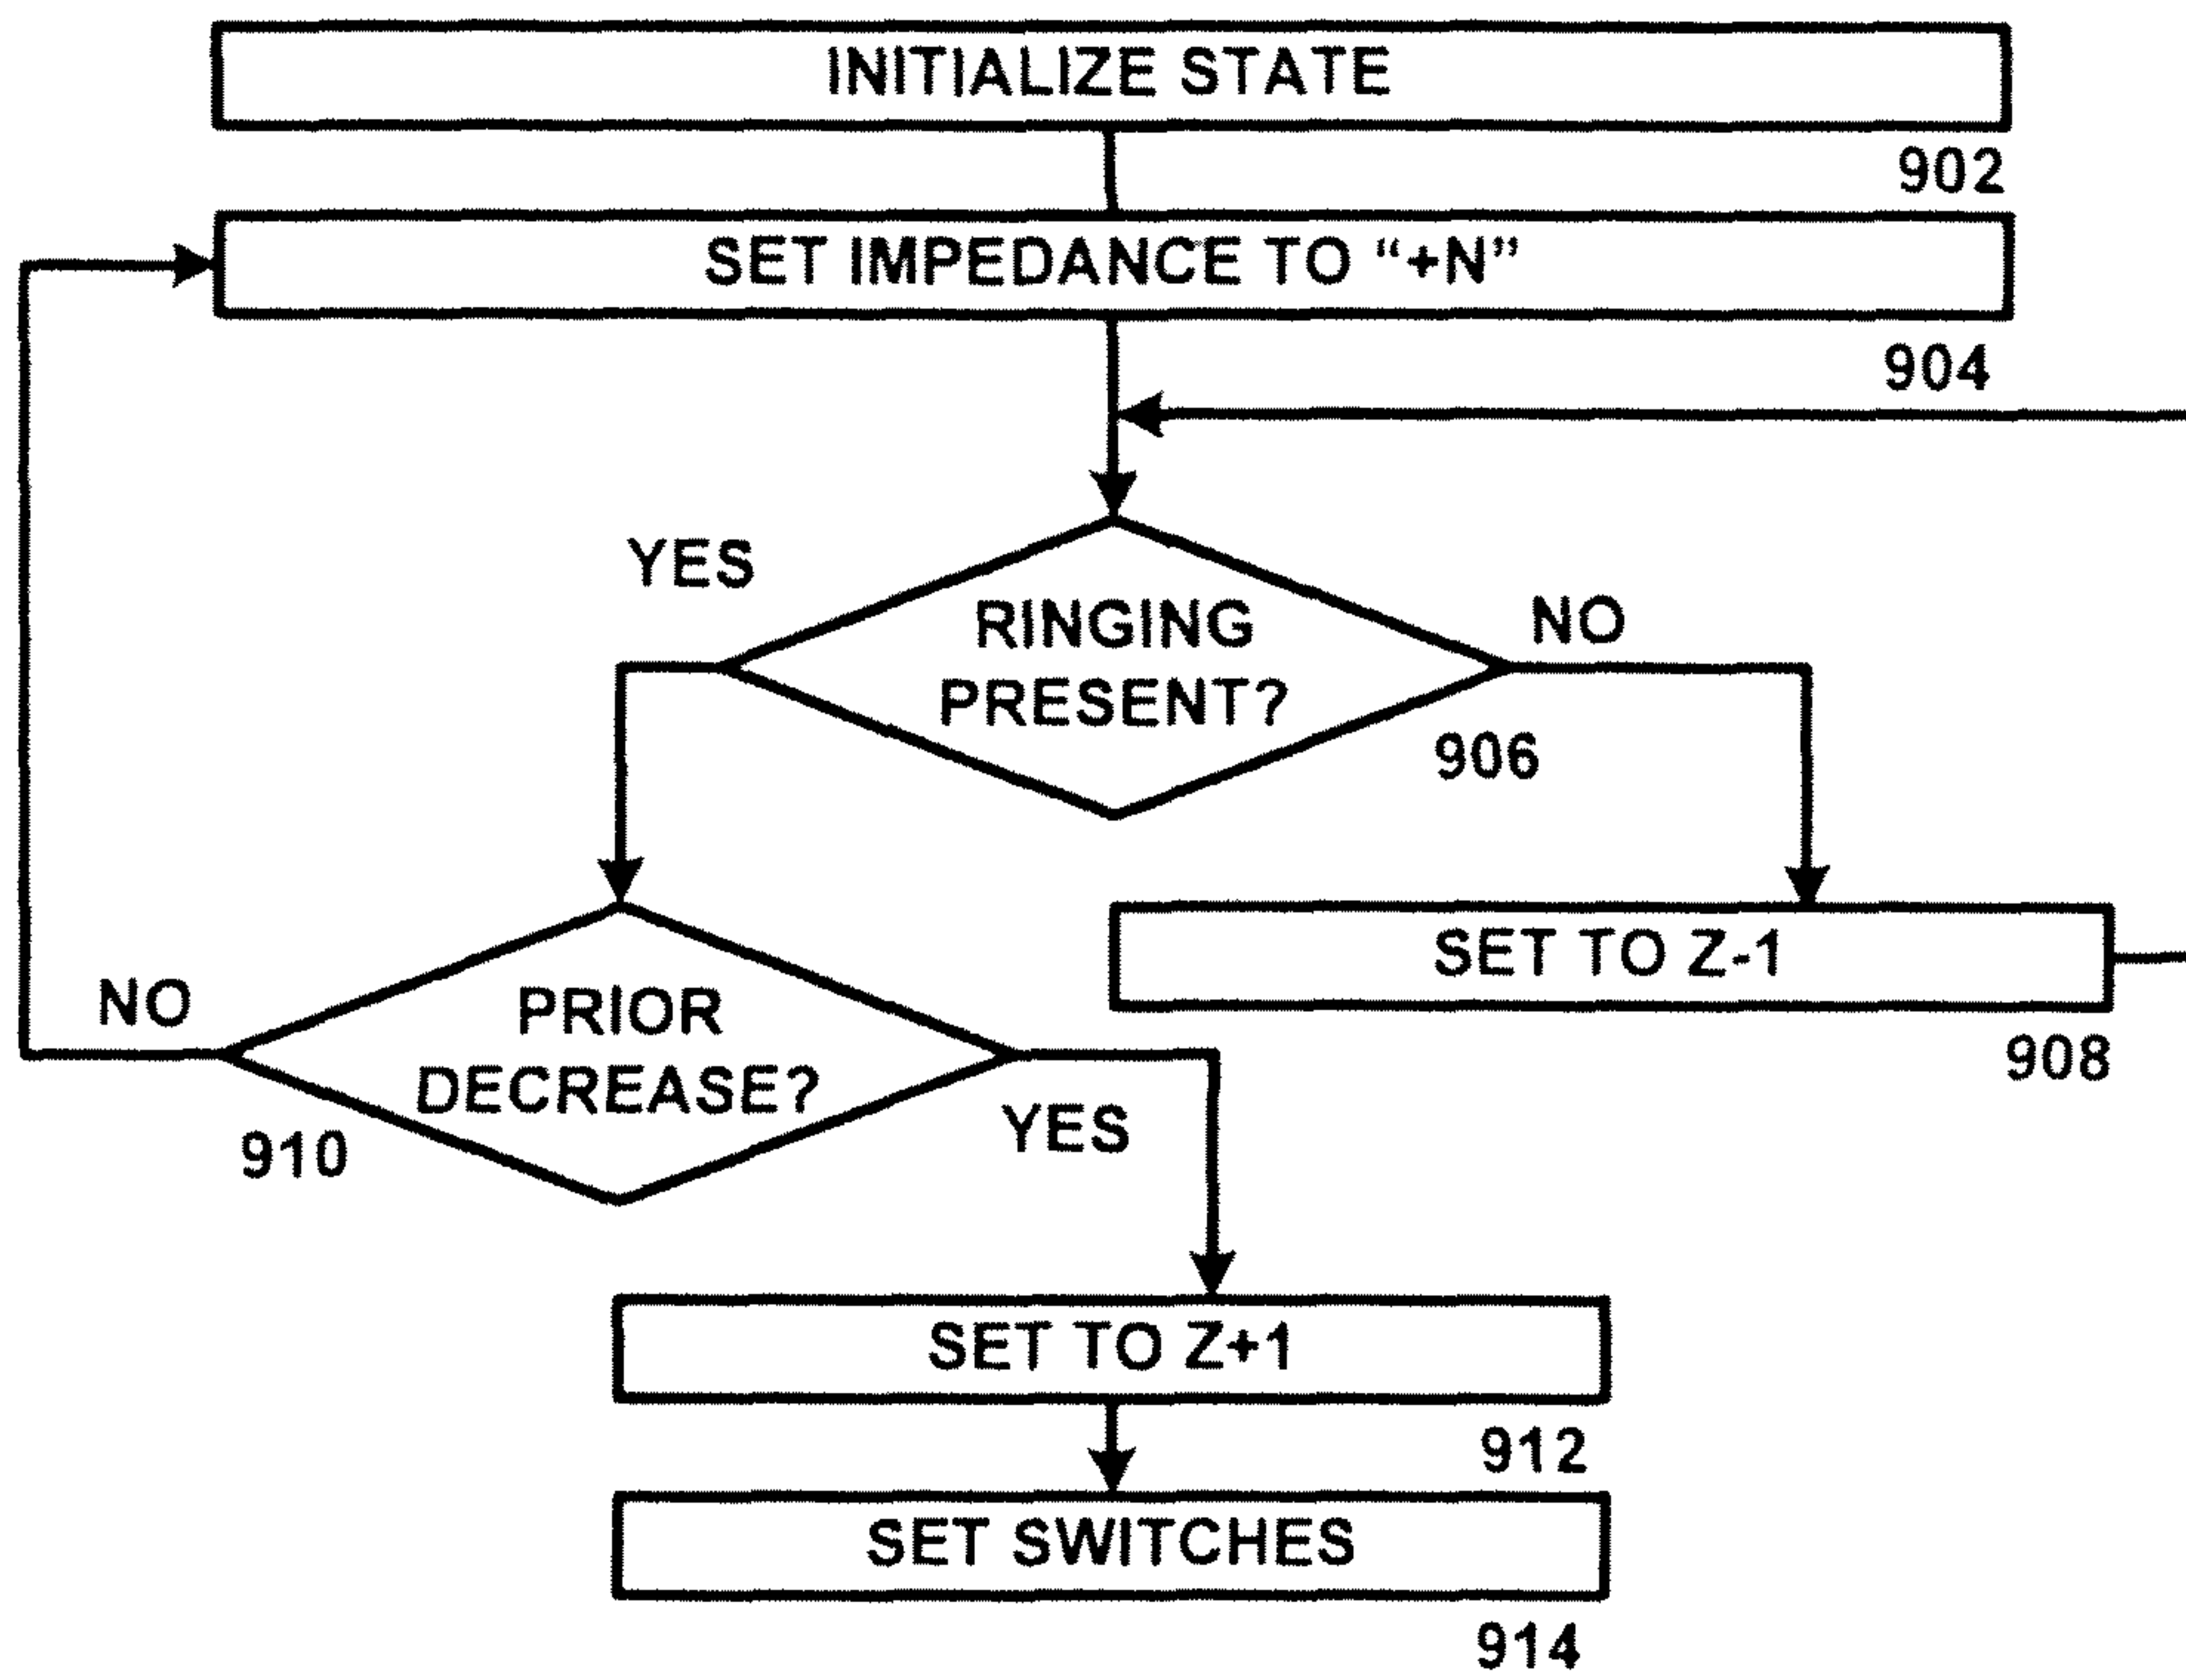 INITIALIZE STATE
902
SET IMPEDANCE TO “+N”
904
YES
RINGING
PRESENT?
NO
906
SET TO Z-1
908
NO
PRIOR
DECREASE?
YES
910
SET TO Z+1
912
SET SWITCHES
914